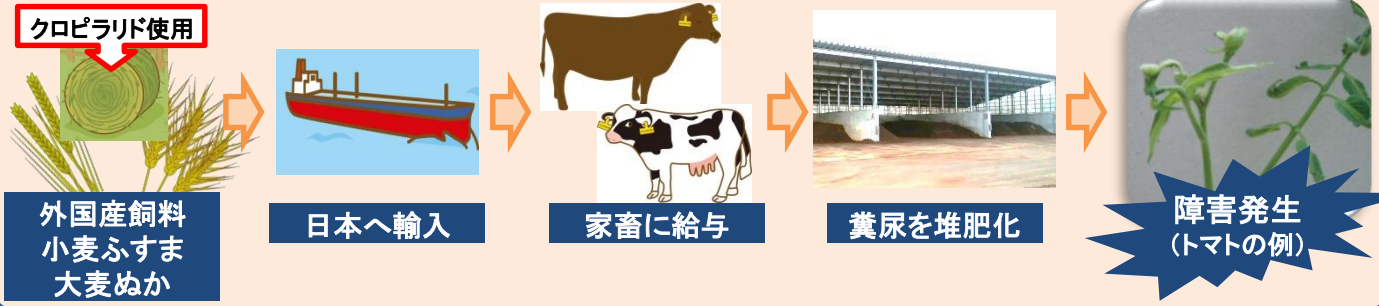 クロピラリド使用
外国産飼料
小麦ふすま
大麦ぬか
日本へ輸入
家畜に給与
糞尿を堆肥化
障害発生
（トマトの例）